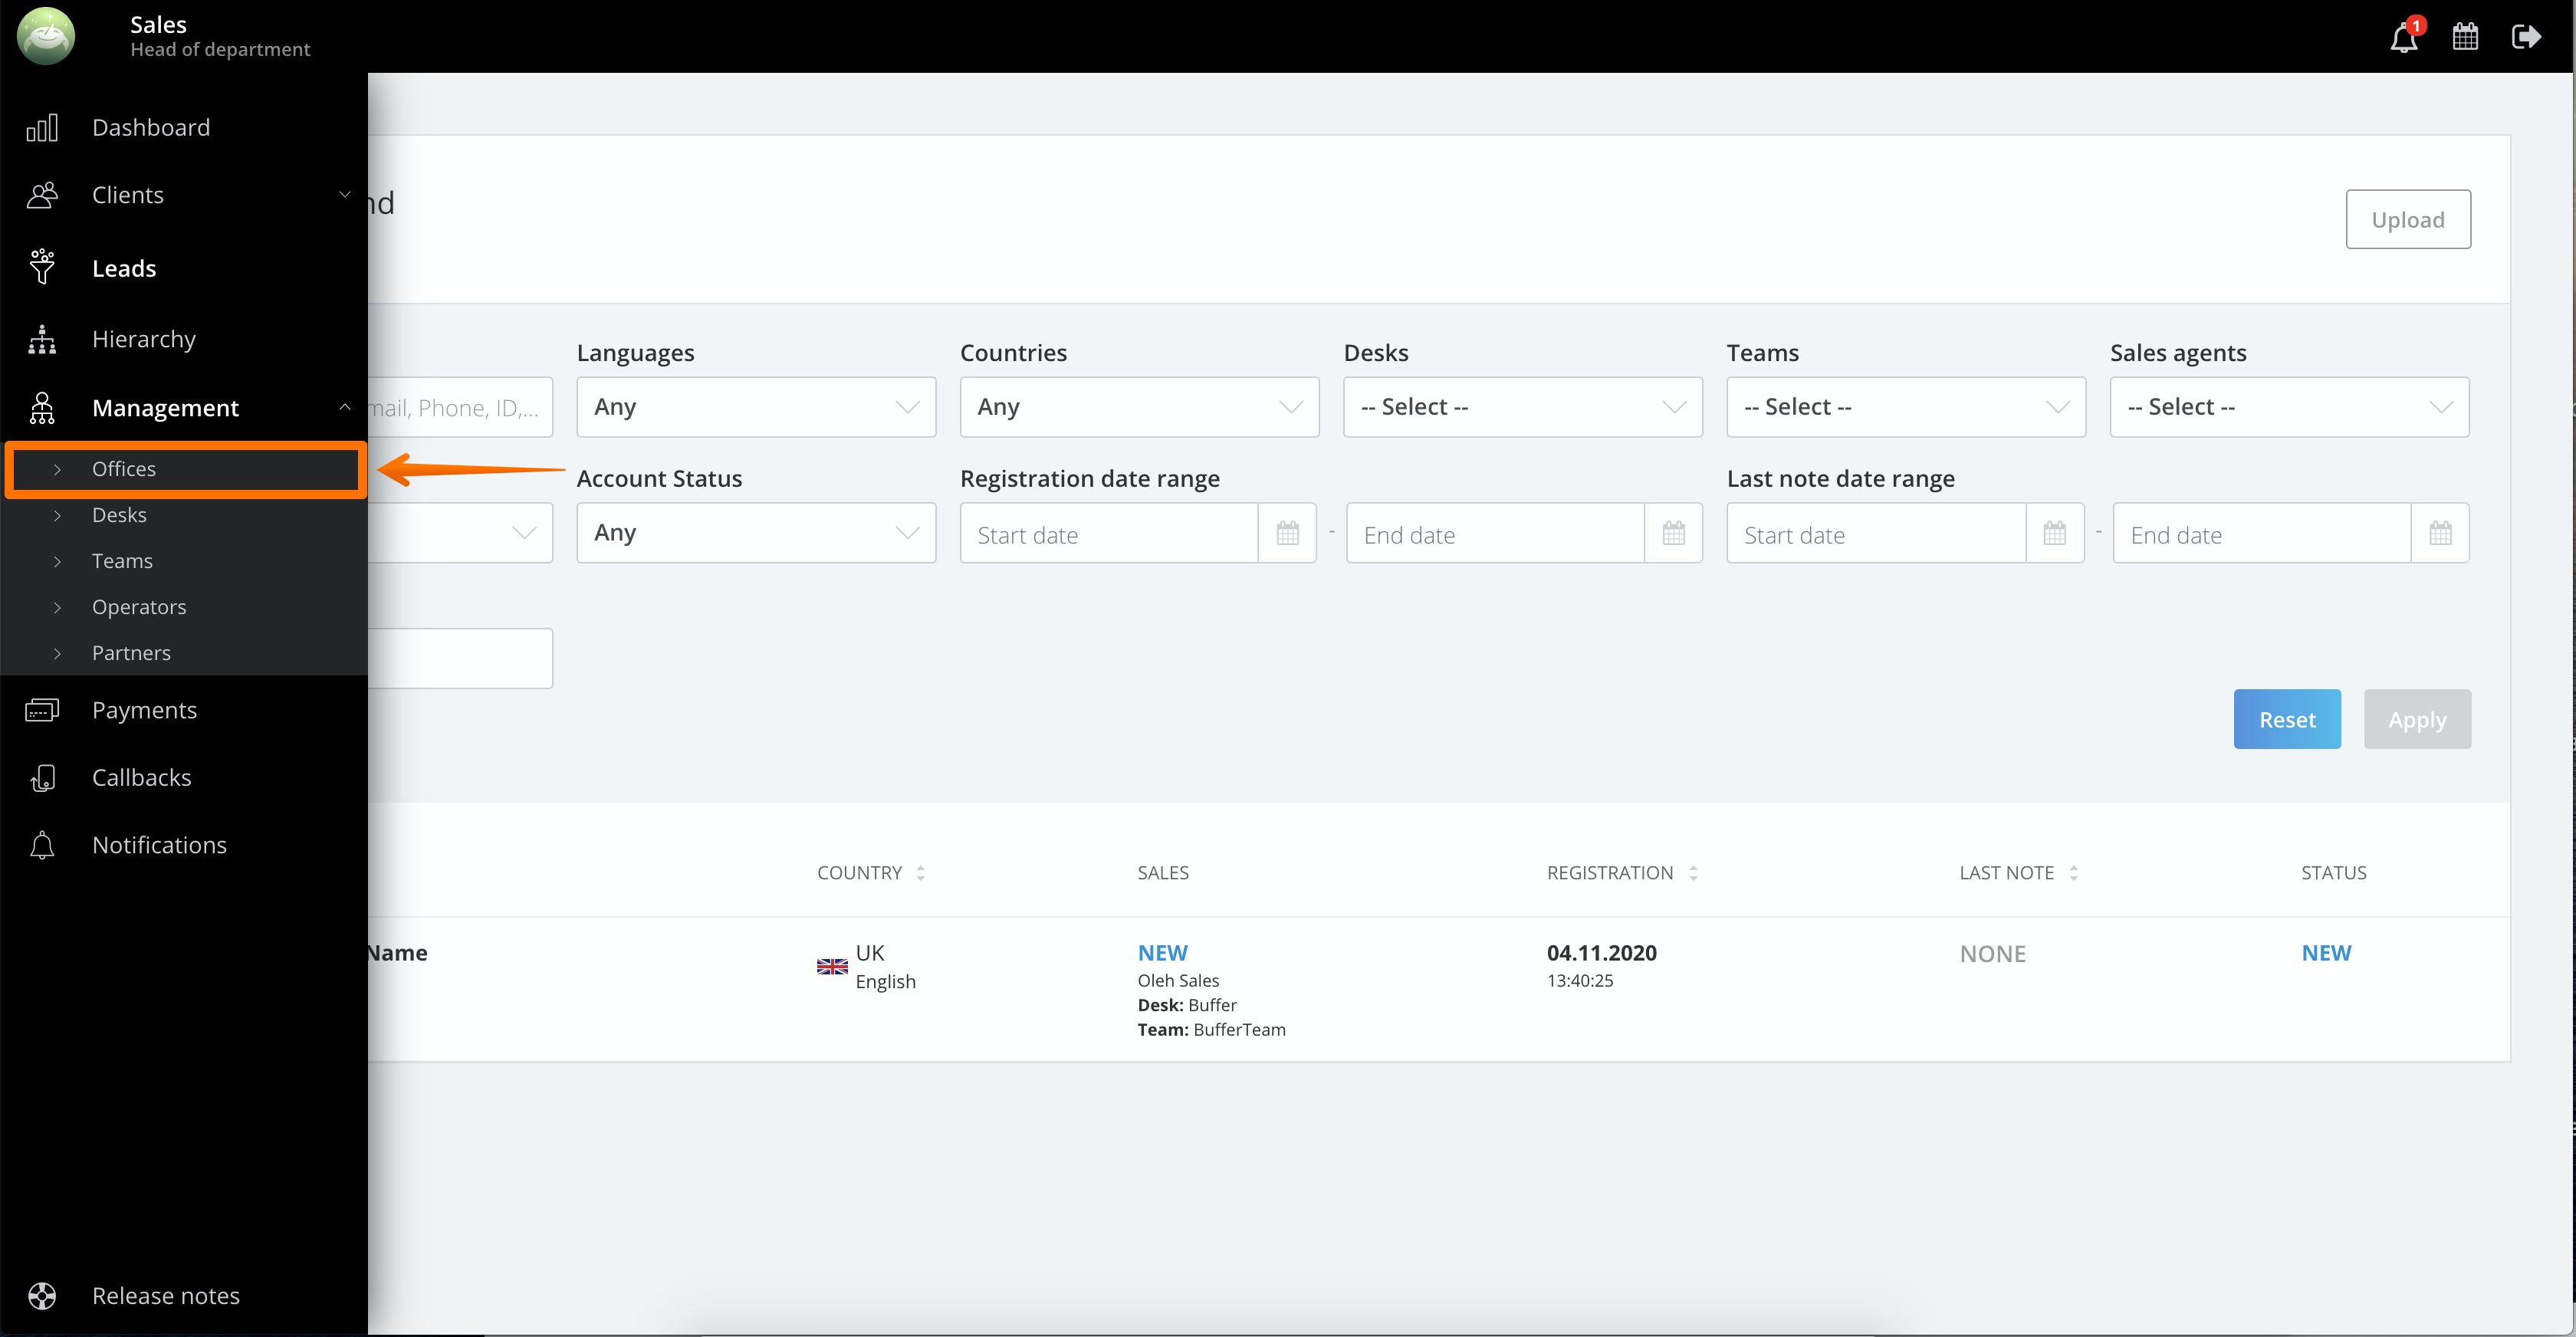 Sales
Head of department
1
Dashboard
Clients
Leads
Hierarchy
Management
Offices
Desks
Teams
Operators
Partners
Payments
Callbacks
Notifications
Release notes
nd
Upload
Languages
Countries
Desks
Teams
Sales agents
mail, Phone, ID,...
Any
Any
-- Select --
-- Select --
-- Select --
Account Status
Registration date range
Last note date range
Any
Start date
-
End date
Start date
-
End date
Reset
Apply
COUNTRY
SALES
REGISTRATION
LAST NOTE
STATUS
Name
UK
English
NEW
Oleh Sales
Desk: Buffer
Team: BufferTeam
04.11.2020
13:40:25
NONE
NEW